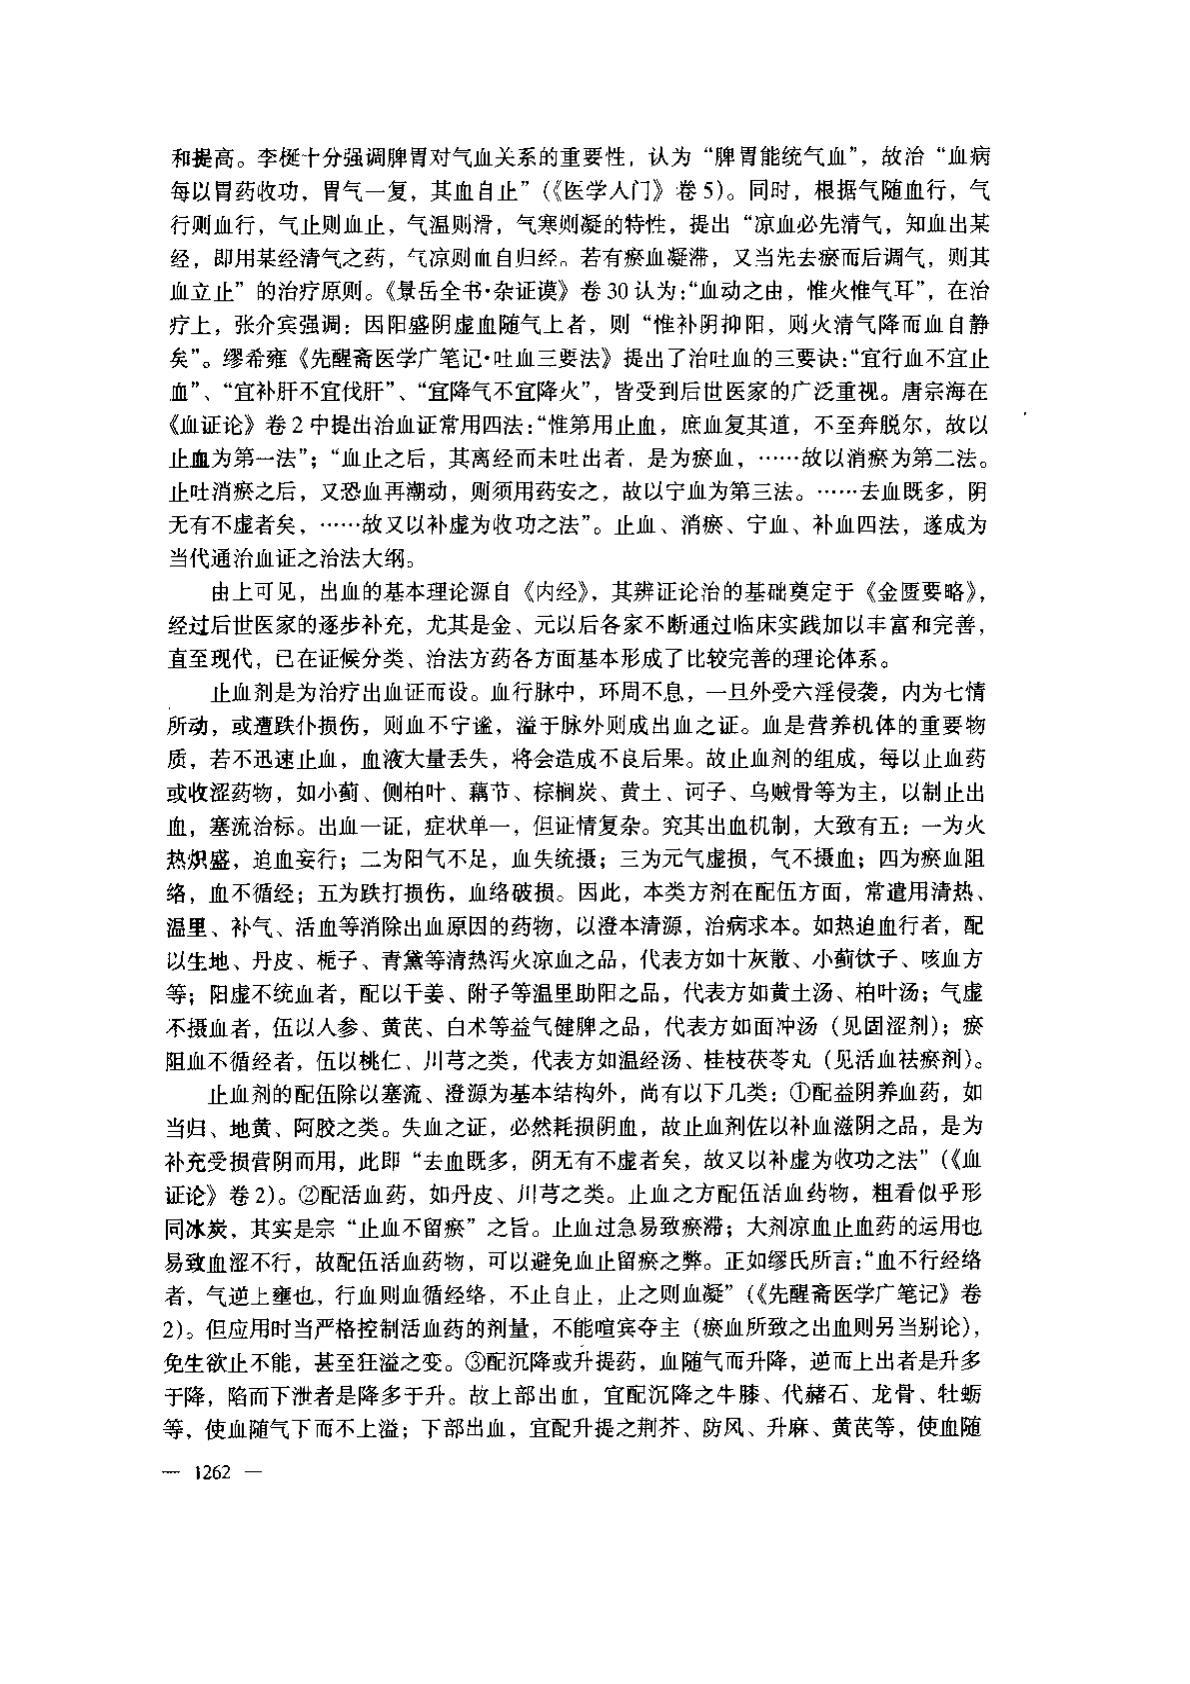 和提高。李梴十分强调脾胃对气血关系的重要性，认为“脾胃能统气血”，故治“血病
每以胃药收功，胃气一复，其血自止”（《医学入门》卷5）。同时，根据气随血行，气
行则血行，气止则血止，气温则滑，气寒则凝的特性，提出“凉血必先清气，知血出某
经，即用某经清气之药，气凉则血自归经。若有瘀血凝滞，又当先去瘀而后调气，则其
血立止”的治疗原则。《景岳全书·杂证谟》卷30认为：“血动之由，惟火惟气耳”，在治
疗上，张介宾强调：因阳盛阴虚血随气上者，则“惟补阴抑阳，则火清气降而血自静
矣”。缪希雍《先醒斋医学广笔记·吐血三要法》提出了治吐血的三要诀：“宜行血不宜止
血”、“宜补肝不宜伐肝”、“宜降气不宜降火”，皆受到后世医家的广泛重视。唐宗海在
《血证论》卷2中提出治血证常用四法：“惟第用止血，庶血复其道，不至奔脱尔，故以
止血为第一法”；“血止之后，其离经而未吐出者，是为瘀血，……故以消瘀为第二法。
止吐消瘀之后，又恐血再潮动，则须用药安之，故以宁血为第三法。……去血既多，阴
无有不虚者矣，……故又以补虚为收功之法”。止血、消瘀、宁血、补血四法，遂成为
当代通治血证之治法大纲。
由上可见，出血的基本理论源自《内经》，其辨证论治的基础奠定于《金匮要略》，
经过后世医家的逐步补充，尤其是金、元以后各家不断通过临床实践加以丰富和完善，
直至现代，已在证候分类、治法方药各方面基本形成了比较完善的理论体系。
止血剂是为治疗出血证而设。血行脉中，环周不息，一旦外受六淫侵袭，内为七情
所动，或遭跌仆损伤，则血不宁谧，溢于脉外则成出血之证。血是营养机体的重要物
质，若不迅速止血，血液大量丢失，将会造成不良后果。故止血剂的组成，每以止血药
或收涩药物，如小蓟、侧柏叶、藕节、棕榈炭、黄土、诃子、乌贼骨等为主，以制止出
血，塞流治标。出血一证，症状单一，但证情复杂。究其出血机制，大致有五：一为火
热炽盛，迫血妄行；二为阳气不足，血失统摄；三为元气虚损，气不摄血；四为瘀血阻
络，血不循经；五为跌打损伤，血络破损。因此，本类方剂在配伍方面，常遣用清热、
温里、补气、活血等消除出血原因的药物，以澄本清源，治病求本。如热迫血行者，配
以生地、丹皮、栀子、青黛等清热泻火凉血之品，代表方如十灰散、小蓟饮子、咳血方
等；阳虚不统血者，配以干姜、附子等温里助阳之品，代表方如黄土汤、柏叶汤；气虚
不摄血者，伍以人参、黄芪、白术等益气健脾之品，代表方如固冲汤（见固涩剂）；瘀
阻血不循经者，伍以桃仁、川芎之类，代表方如温经汤、桂枝茯苓丸（见活血祛瘀剂）。
止血剂的配伍除以塞流、澄源为基本结构外，尚有以下几类：①配益阴养血药，如
当归、地黄、阿胶之类。失血之证，必然耗损阴血，故止血剂佐以补血滋阴之品，是为
补充受损营阴而用，此即“去血既多，阴无有不虚者矣，故又以补虚为收功之法”（《血
证论》卷2）。②配活血药，如丹皮、川芎之类。止血之方配伍活血药物，粗看似乎形
同冰炭，其实是宗“止血不留瘀”之旨。止血过急易致瘀滞；大剂凉血止血药的运用也
易致血涩不行，故配伍活血药物，可以避免血止留瘀之弊。正如缪氏所言：“血不行经络
者，气逆上壅也，行血则血循经络，不止自止，止之则血凝”（《先醒斋医学广笔记》卷
2）。但应用时当严格控制活血药的剂量，不能喧宾夺主（瘀血所致之出血则另当别论），
免生欲止不能，甚至狂溢之变。③配沉降或升提药，血随气而升降，逆而上出者是升多
于降，陷而下泄者是降多于升。故上部出血，宜配沉降之牛膝、代赭石、龙骨、牡蛎
等，使血随气下而不上溢；下部出血，宜配升提之荆芥、防风、升麻、黄芪等，使血随
— 1262 —